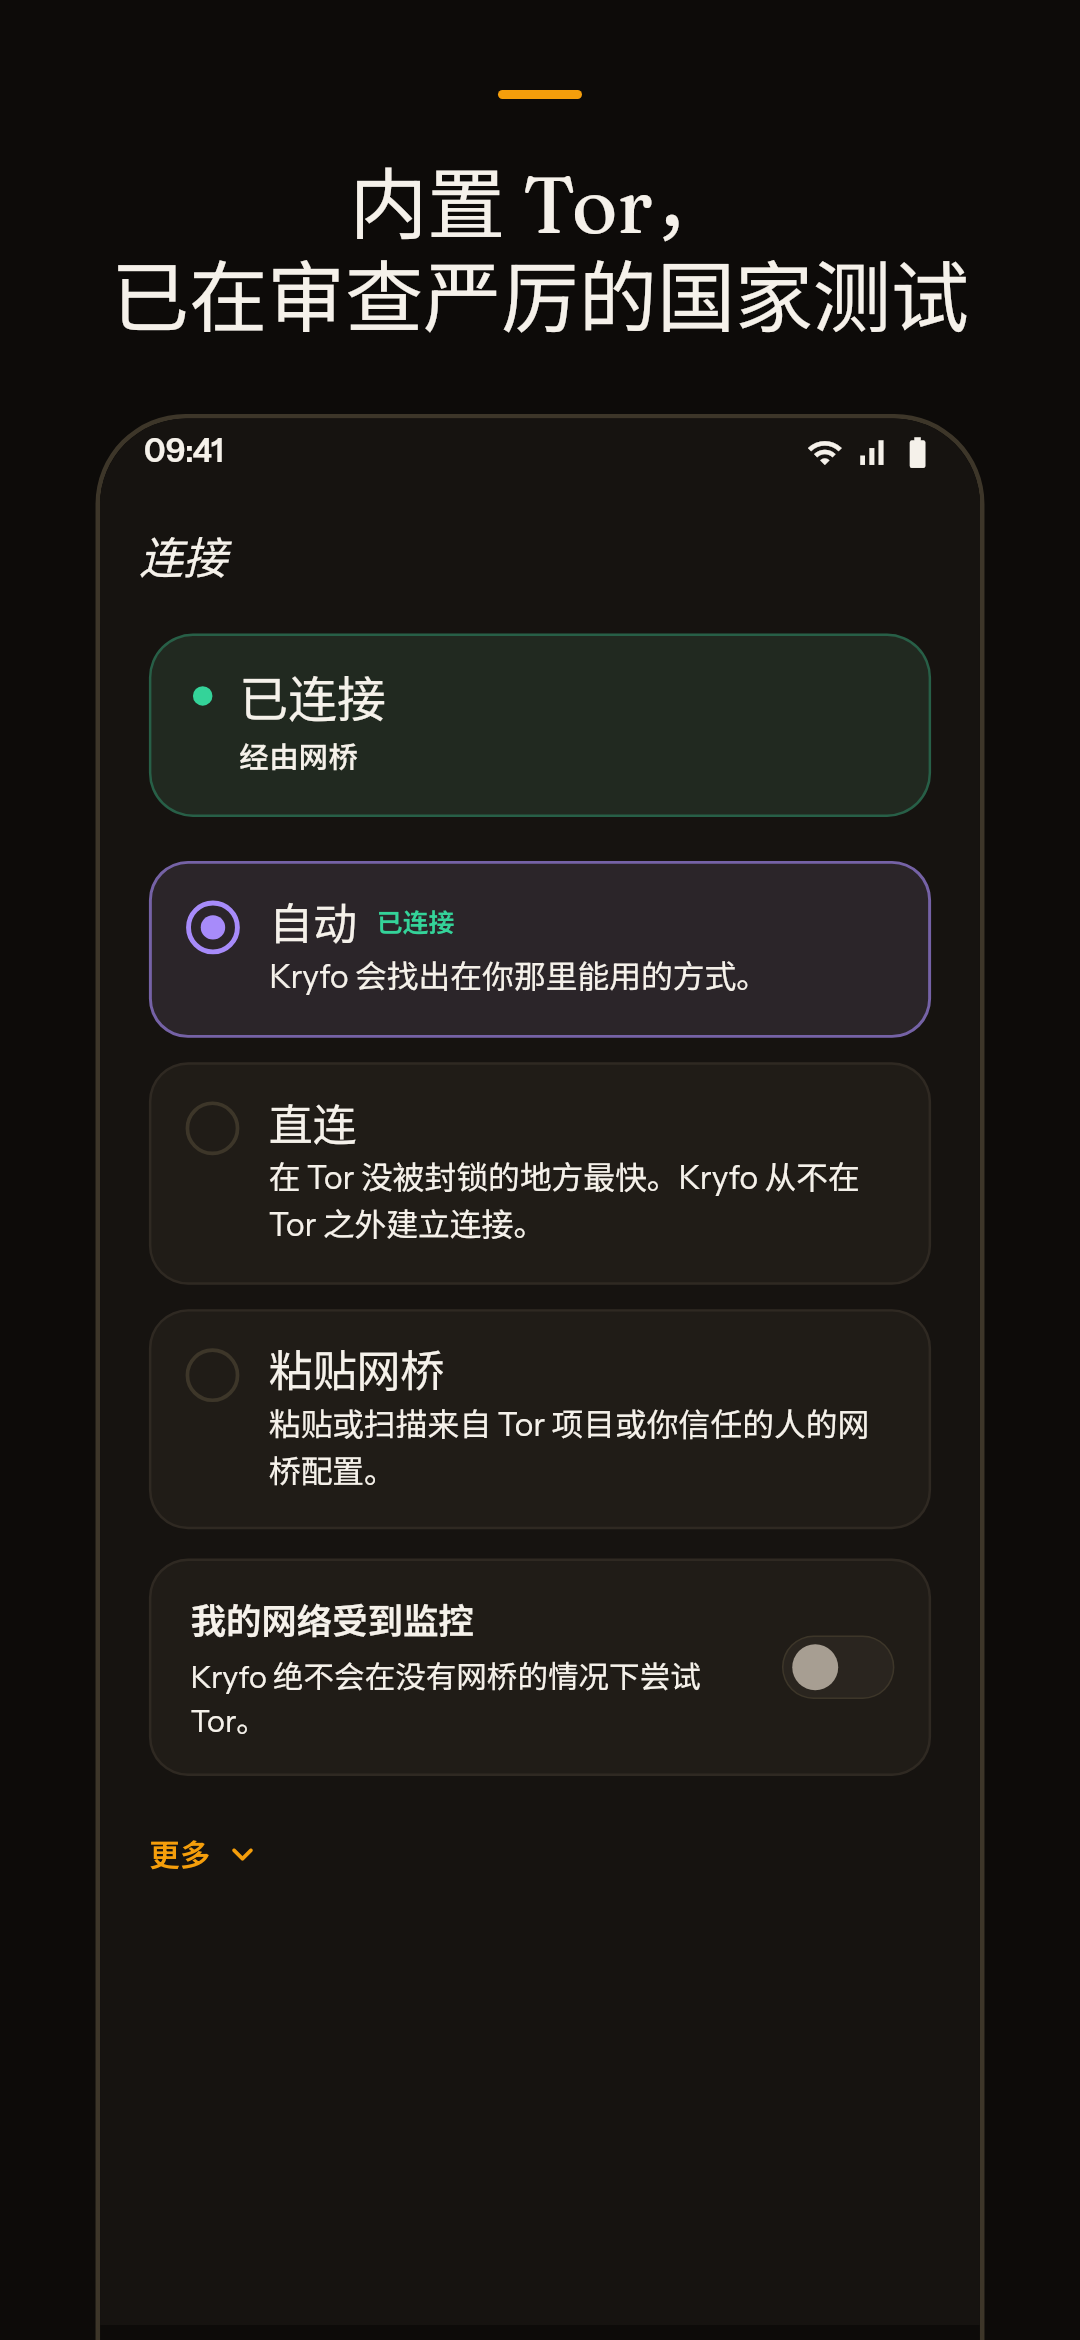 内置 Tor，
已在审查严厉的国家测试
09:41
连接
已连接
经由网桥
自动 已连接
Kryfo 会找出在你那里能用的方式。
直连
在 Tor 没被封锁的地方最快。Kryfo 从不在
Tor 之外建立连接。
粘贴网桥
粘贴或扫描来自 Tor 项目或你信任的人的网
桥配置。
我的网络受到监控
Kryfo 绝不会在没有网桥的情况下尝试
Tor。
更多